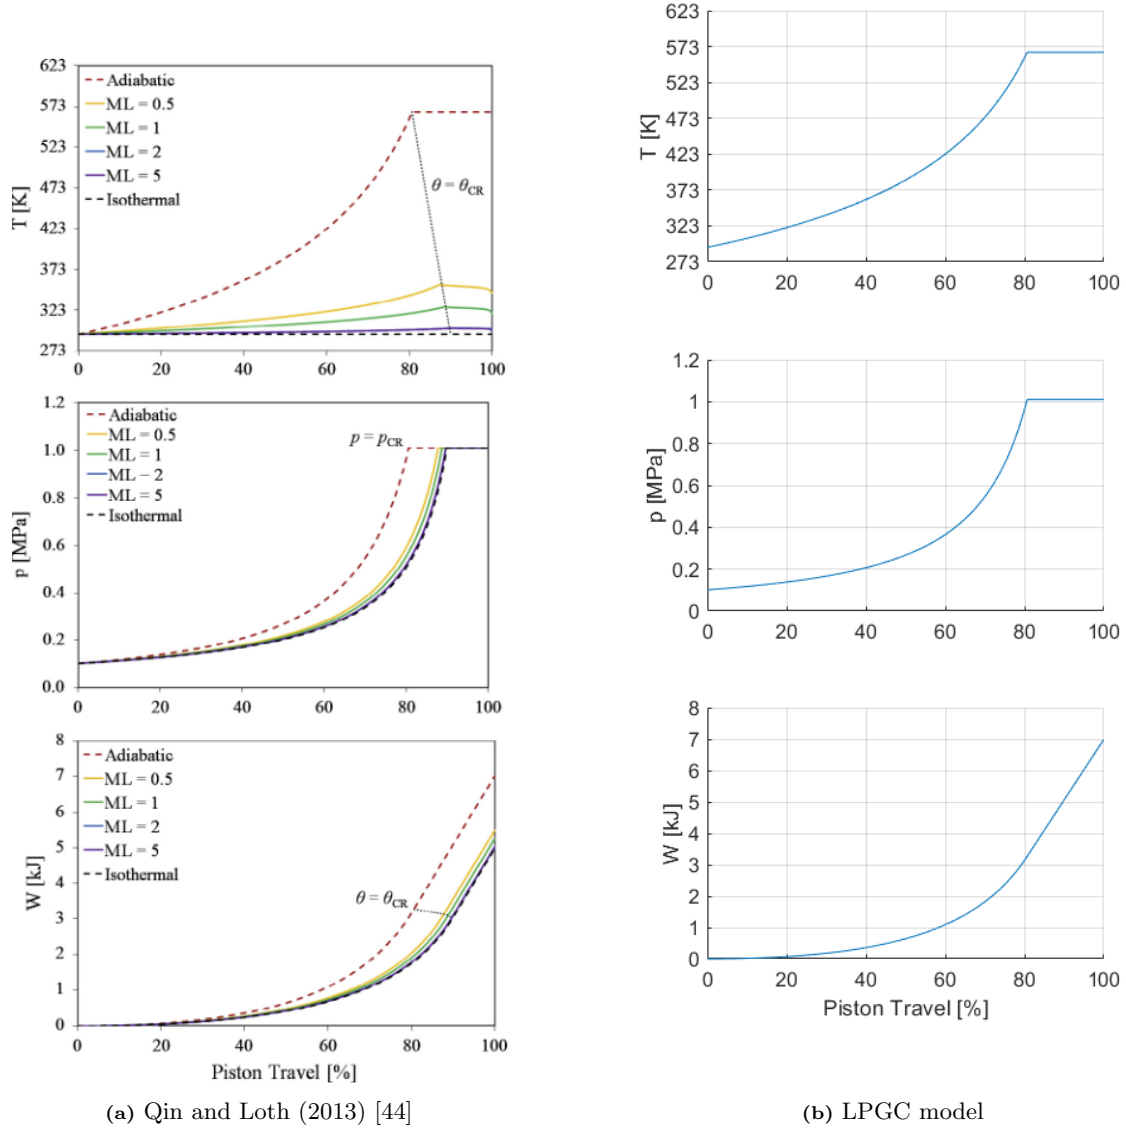 623
573
523
473
423
373
323
273
T [K]
Adiabatic
ML = 0.5
ML = 1
ML = 2
ML = 5
Isothermal
θ = θCR
0 20 40 60 80 100
1.2
1.0
0.8
0.6
0.4
0.2
0.0
p [MPa]
Adiabatic
ML = 0.5
ML = 1
ML − 2
ML = 5
Isothermal
p = pCR
0 20 40 60 80 100
8
7
6
5
4
3
2
1
0
W [kJ]
Adiabatic
ML = 0.5
ML = 1
ML = 2
ML = 5
Isothermal
θ = θCR
0 20 40 60 80 100
Piston Travel [%]
(a) Qin and Loth (2013) [44]
623
573
523
473
423
373
323
273
T [K]
0 20 40 60 80 100
1.2
1
0.8
0.6
0.4
0.2
0
p [MPa]
0 20 40 60 80 100
8
7
6
5
4
3
2
1
0
W [kJ]
0 20 40 60 80 100
Piston Travel [%]
(b) LPGC model